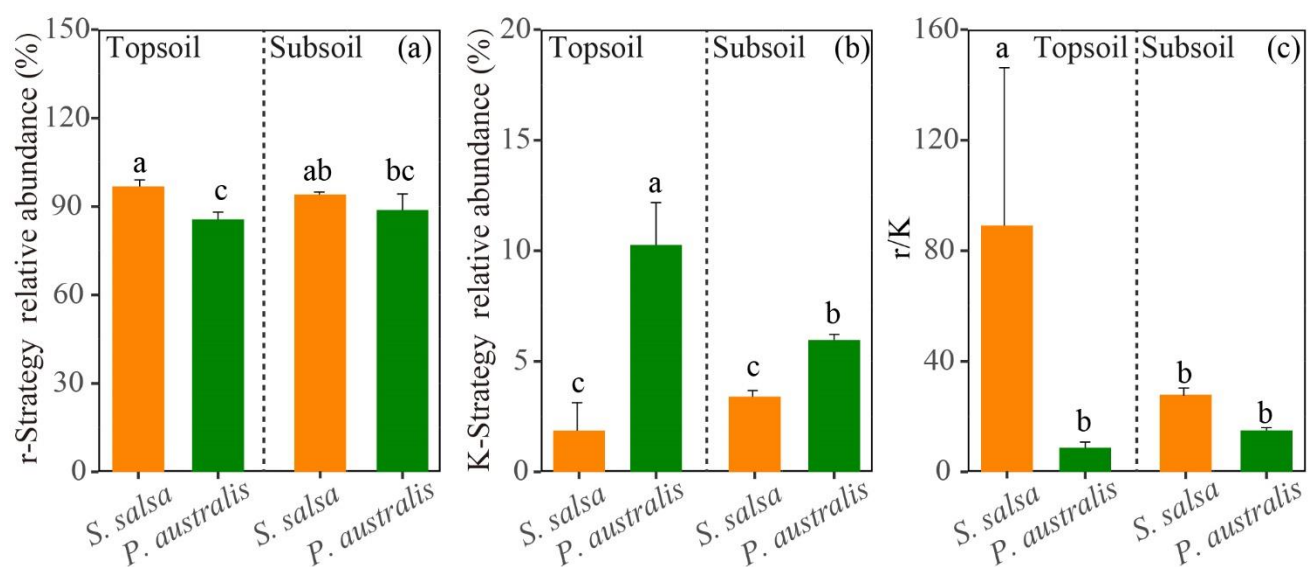 r-Strategy relative abundance (%)
150
120
90
60
30
0
Topsoil
Subsoil
(a)
a
c
ab
bc
S. salsa
P. australis
S. salsa
P. australis
K-Strategy relative abundance (%)
20
15
10
5
0
Topsoil
Subsoil
(b)
c
a
c
b
S. salsa
P. australis
S. salsa
P. australis
r/K
160
120
80
40
0
Topsoil
Subsoil
(c)
a
b
b
b
S. salsa
P. australis
S. salsa
P. australis